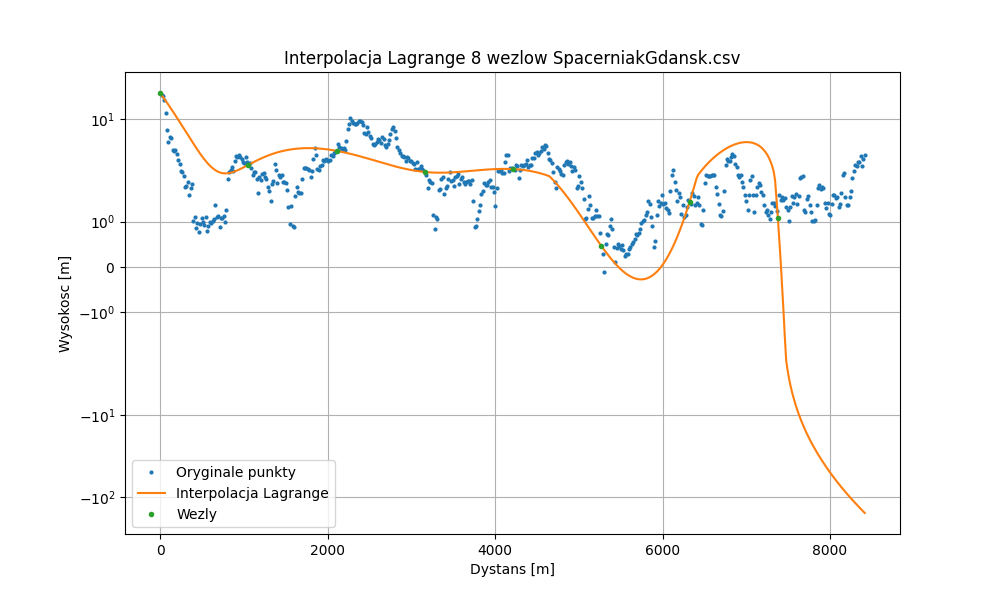 Interpolacja Lagrange 8 wezlow SpacerniakGdansk.csv
Wysokosc [m]
10¹
10⁰
0
−10⁰
−10¹
−10²
Oryginale punkty
Interpolacja Lagrange
Wezly
0 2000 4000 6000 8000
Dystans [m]